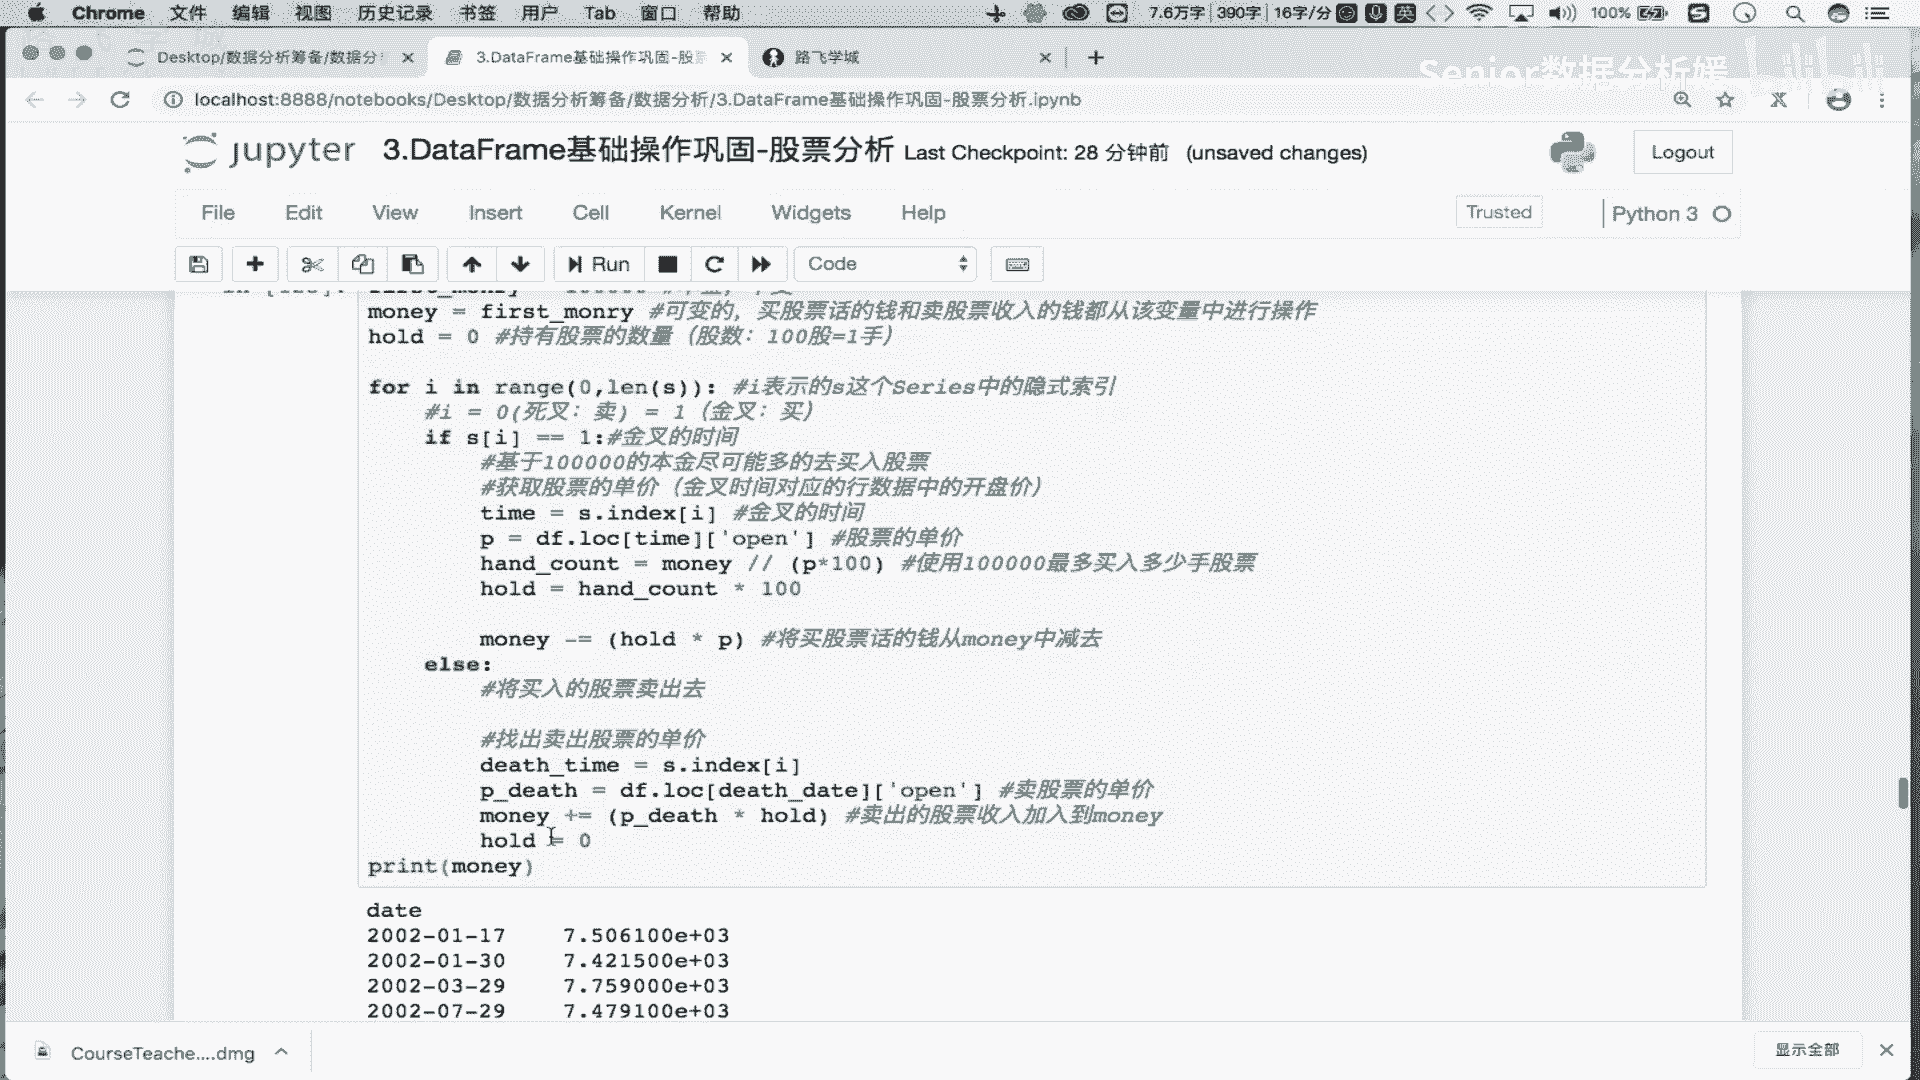 Chrome 文件 编辑 视图 历史记录 书签 用户 Tab 窗口 帮助 7.6万字 390字 16字/分 英 100%
Desktop/数据分析筹备/数据分 3.DataFrame基础操作巩固-股 路飞学城
Senior数据分析媛 bilibili
localhost:8888/notebooks/Desktop/数据分析筹备/数据分析/3.DataFrame基础操作巩固-股票分析.ipynb
jupyter 3.DataFrame基础操作巩固-股票分析 Last Checkpoint: 28 分钟前 (unsaved changes) Logout
File Edit View Insert Cell Kernel Widgets Help Trusted Python 3
Run Code
money = first_monry #可变的，买股票话的钱和卖股票收入的钱都从该变量中进行操作
hold = 0 #持有股票的数量（股数：100股=1手）
for i in range(0,len(s)): #i表示的s这个Series中的隐式索引
#i = 0(死叉：卖) = 1（金叉：买）
if s[i] == 1:#金叉的时间
#基于100000的本金尽可能多的去买入股票
#获取股票的单价（金叉时间对应的行数据中的开盘价）
time = s.index[i] #金叉的时间
p = df.loc[time]['open'] #股票的单价
hand_count = money // (p*100) #使用100000最多买入多少手股票
hold = hand_count * 100
money -= (hold * p) #将买股票话的钱从money中减去
else:
#将买入的股票卖出去
#找出卖出股票的单价
death_time = s.index[i]
p_death = df.loc[death_date]['open'] #卖股票的单价
money += (p_death * hold) #卖出的股票收入加入到money
hold = 0
print(money)
date
2002-01-17 7.506100e+03
2002-01-30 7.421500e+03
2002-03-29 7.759000e+03
2002-07-29 7.479100e+03
CourseTeache....dmg 显示全部